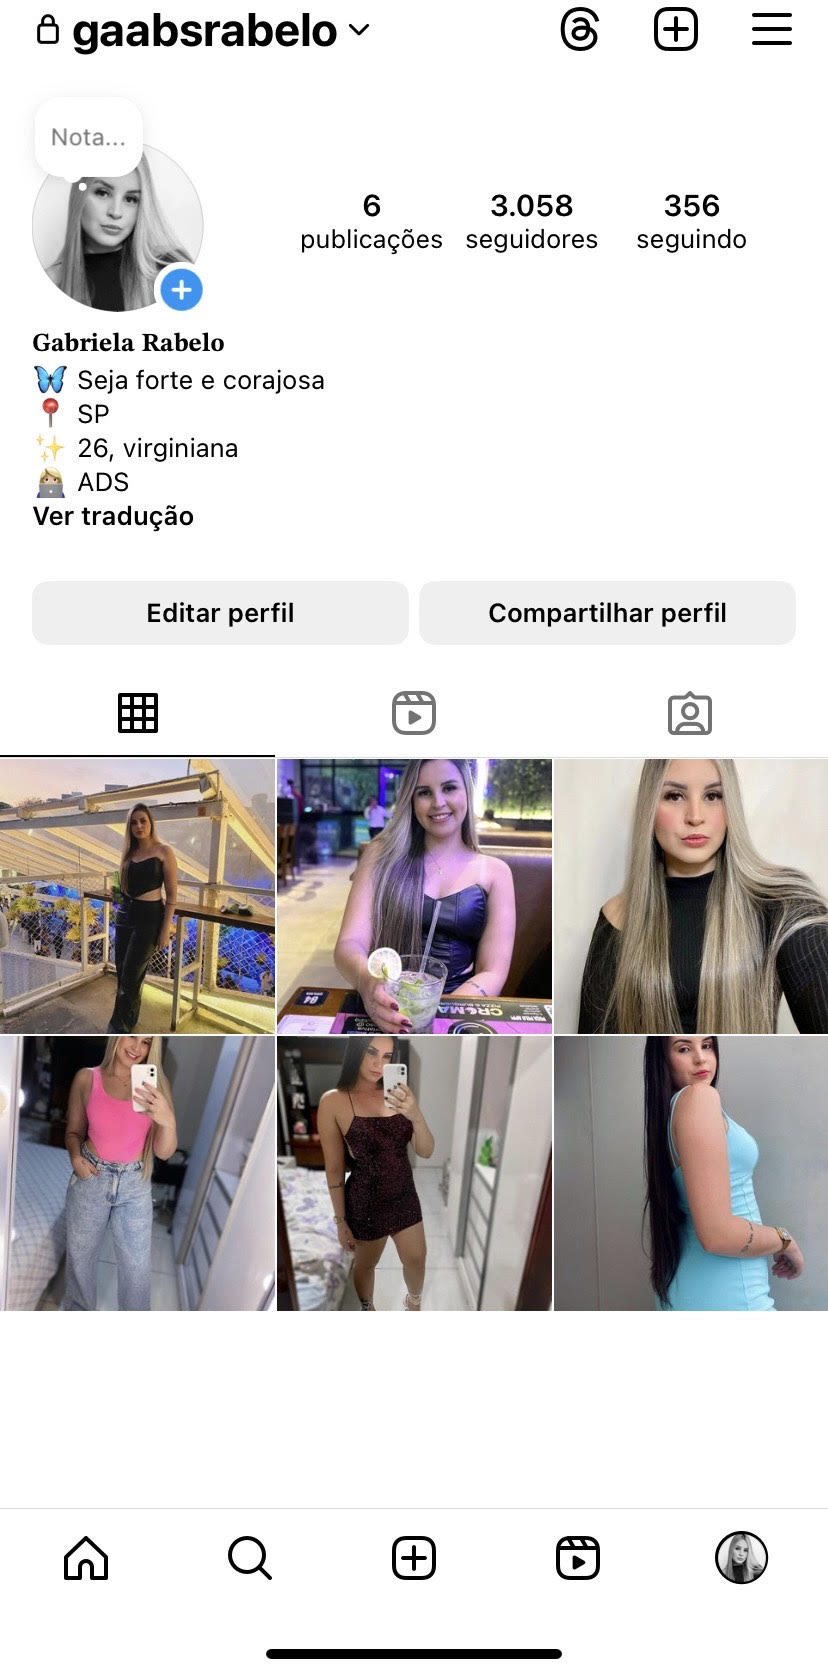 gaabsrabelo
Nota...
6 3.058 356
publicações seguidores seguindo
Gabriela Rabelo
🦋 Seja forte e corajosa
📍 SP
✨ 26, virginiana
👩🏼‍💻 ADS
Ver tradução
Editar perfil Compartilhar perfil